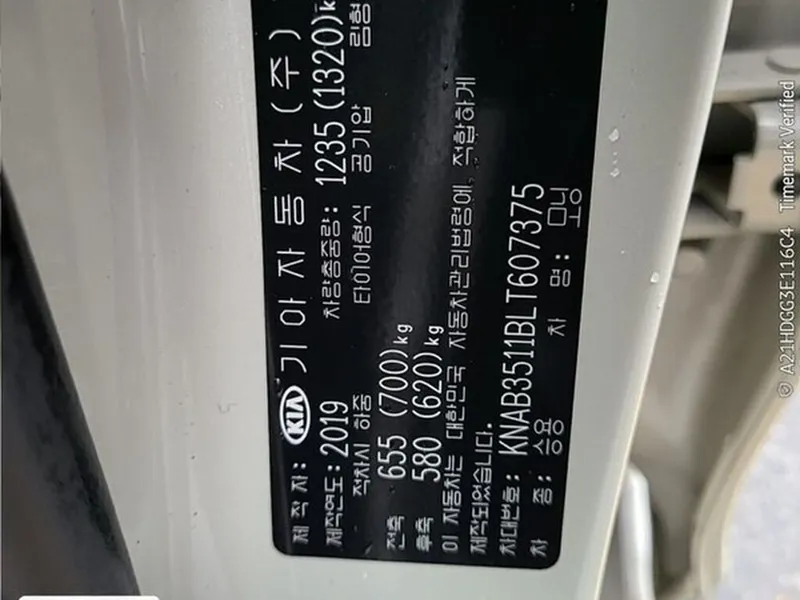 제 작 자 : KIA 기 아 자 동 차 ( 주 )
제작연도 : 2019 차량총중량 : 1235 (1320)k
적차시 하중 타이어형식 공기압 림형
전축 655 (700)kg
후축 580 (620)kg
이 자동차는 대한민국 자동차관리법령에, 적합하게
제작되었습니다.
차대번호 : KNAB3511BLT607375
차 종 : 승용 차 명 : 모닝
© A21HDGG3E116C4 Timemark Verified